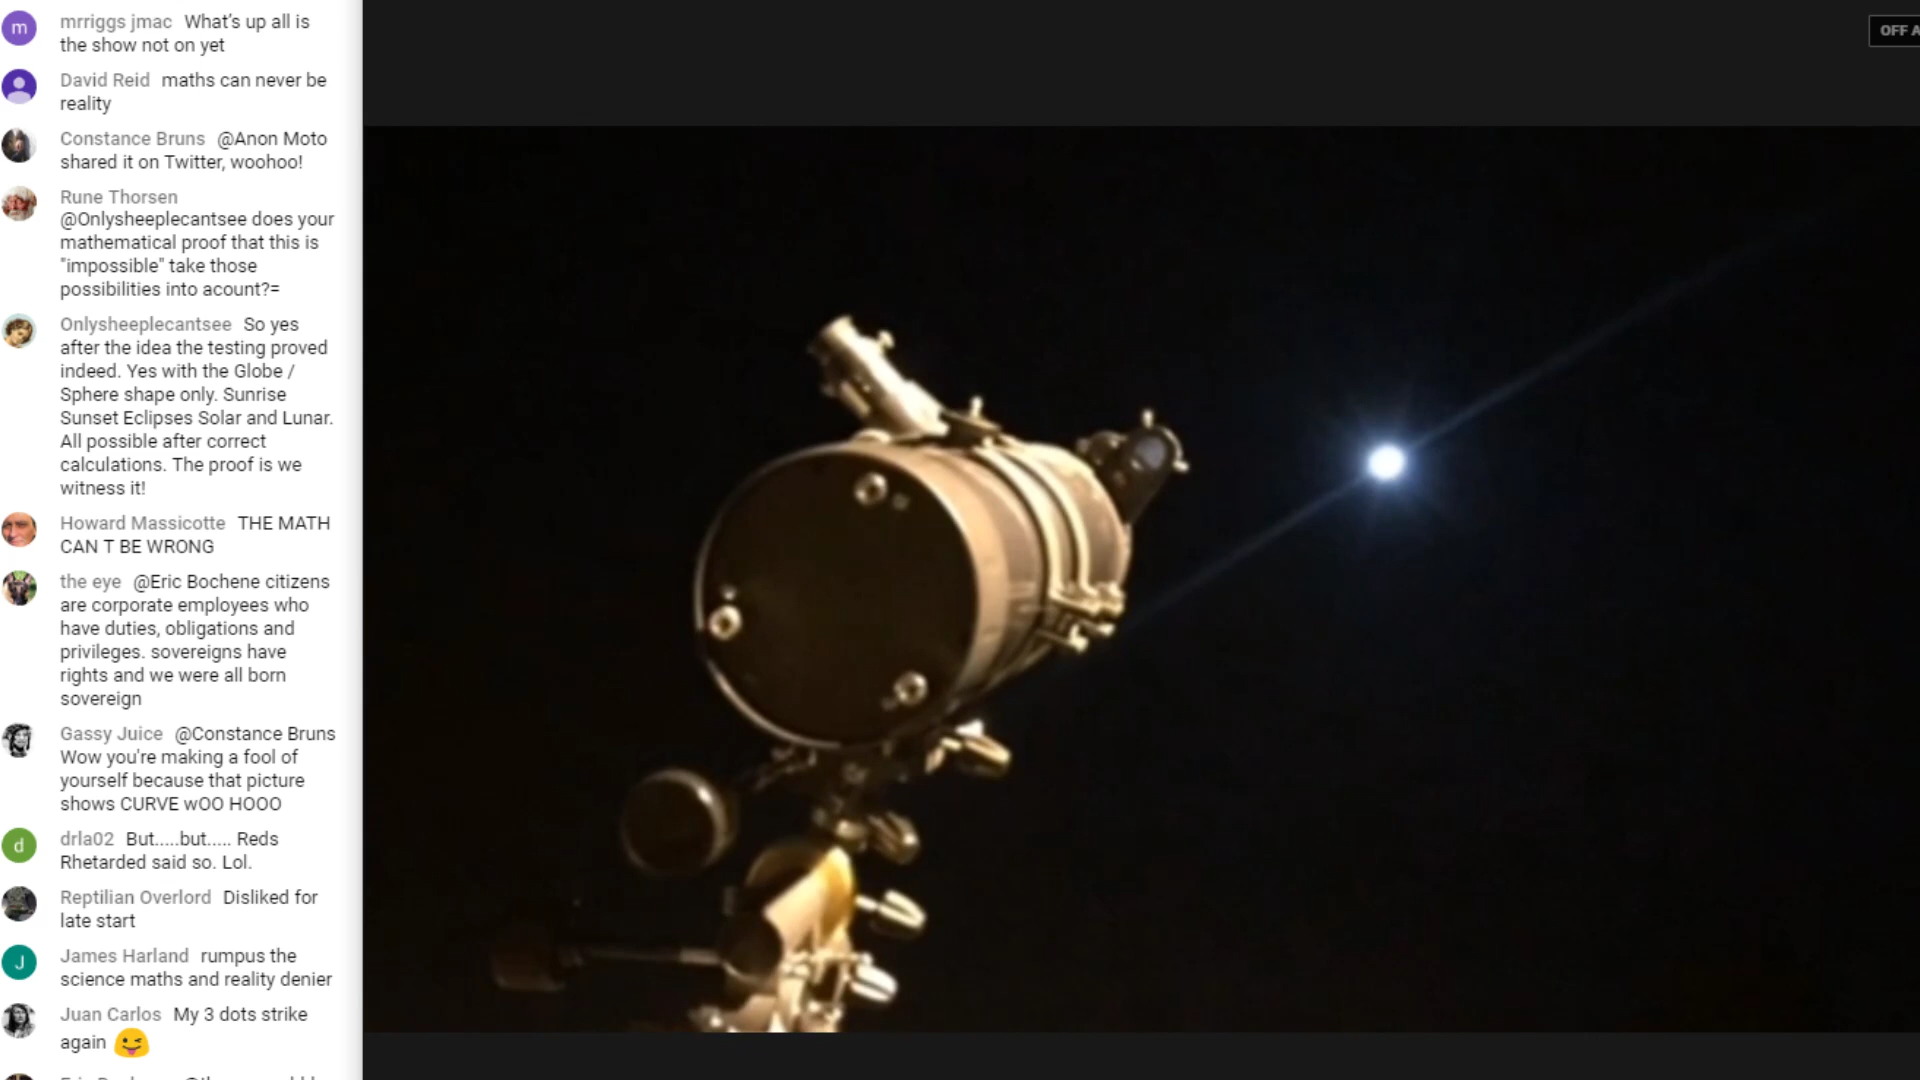 mrriggs jmac What's up all is
the show not on yet
David Reid maths can never be
reality
Constance Bruns @Anon Moto
shared it on Twitter, woohoo!
Rune Thorsen
@Onlysheeplecantsee does your
mathematical proof that this is
"impossible" take those
possibilities into acount?=
Onlysheeplecantsee So yes
after the idea the testing proved
indeed. Yes with the Globe /
Sphere shape only. Sunrise
Sunset Eclipses Solar and Lunar.
All possible after correct
calculations. The proof is we
witness it!
Howard Massicotte THE MATH
CAN T BE WRONG
the eye @Eric Bochene citizens
are corporate employees who
have duties, obligations and
privileges. sovereigns have
rights and we were all born
sovereign
Gassy Juice @Constance Bruns
Wow you're making a fool of
yourself because that picture
shows CURVE wOO HOOO
drla02 But.....but..... Reds
Rhetarded said so. Lol.
Reptilian Overlord Disliked for
late start
James Harland rumpus the
science maths and reality denier
Juan Carlos My 3 dots strike
again 😜
m
d
J
OFF A